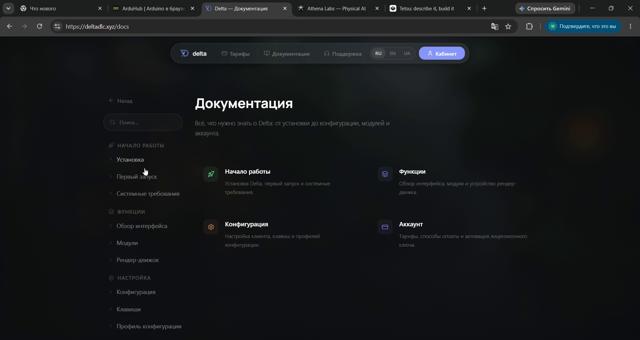 Что нового
ArduHub | Arduino в брауз
Delta — Документация
Athena Labs — Physical AI
Tetsu: describe it, build it
Спросить Gemini
https://deltadlc.xyz/docs
Подтвердите, что это вы
delta
Тарифы
Документация
Поддержка
RU
EN
UA
Кабинет
Назад
Поиск...
НАЧАЛО РАБОТЫ
Установка
Первый запуск
Системные требования
ФУНКЦИИ
Обзор интерфейса
Модули
Рендер-движок
НАСТРОЙКА
Конфигурация
Клавиши
Профиль конфигурации
Документация
Всё, что нужно знать о Delta: от установки до конфигурации, модулей и
аккаунта.
Начало работы
Установка Delta, первый запуск и системные
требования.
Функции
Обзор интерфейса, модули и устройство рендер-
движка.
Конфигурация
Настройка клиента, клавиш и профилей
конфигурации.
Аккаунт
Тарифы, способы оплаты и активация лицензионного
ключа.